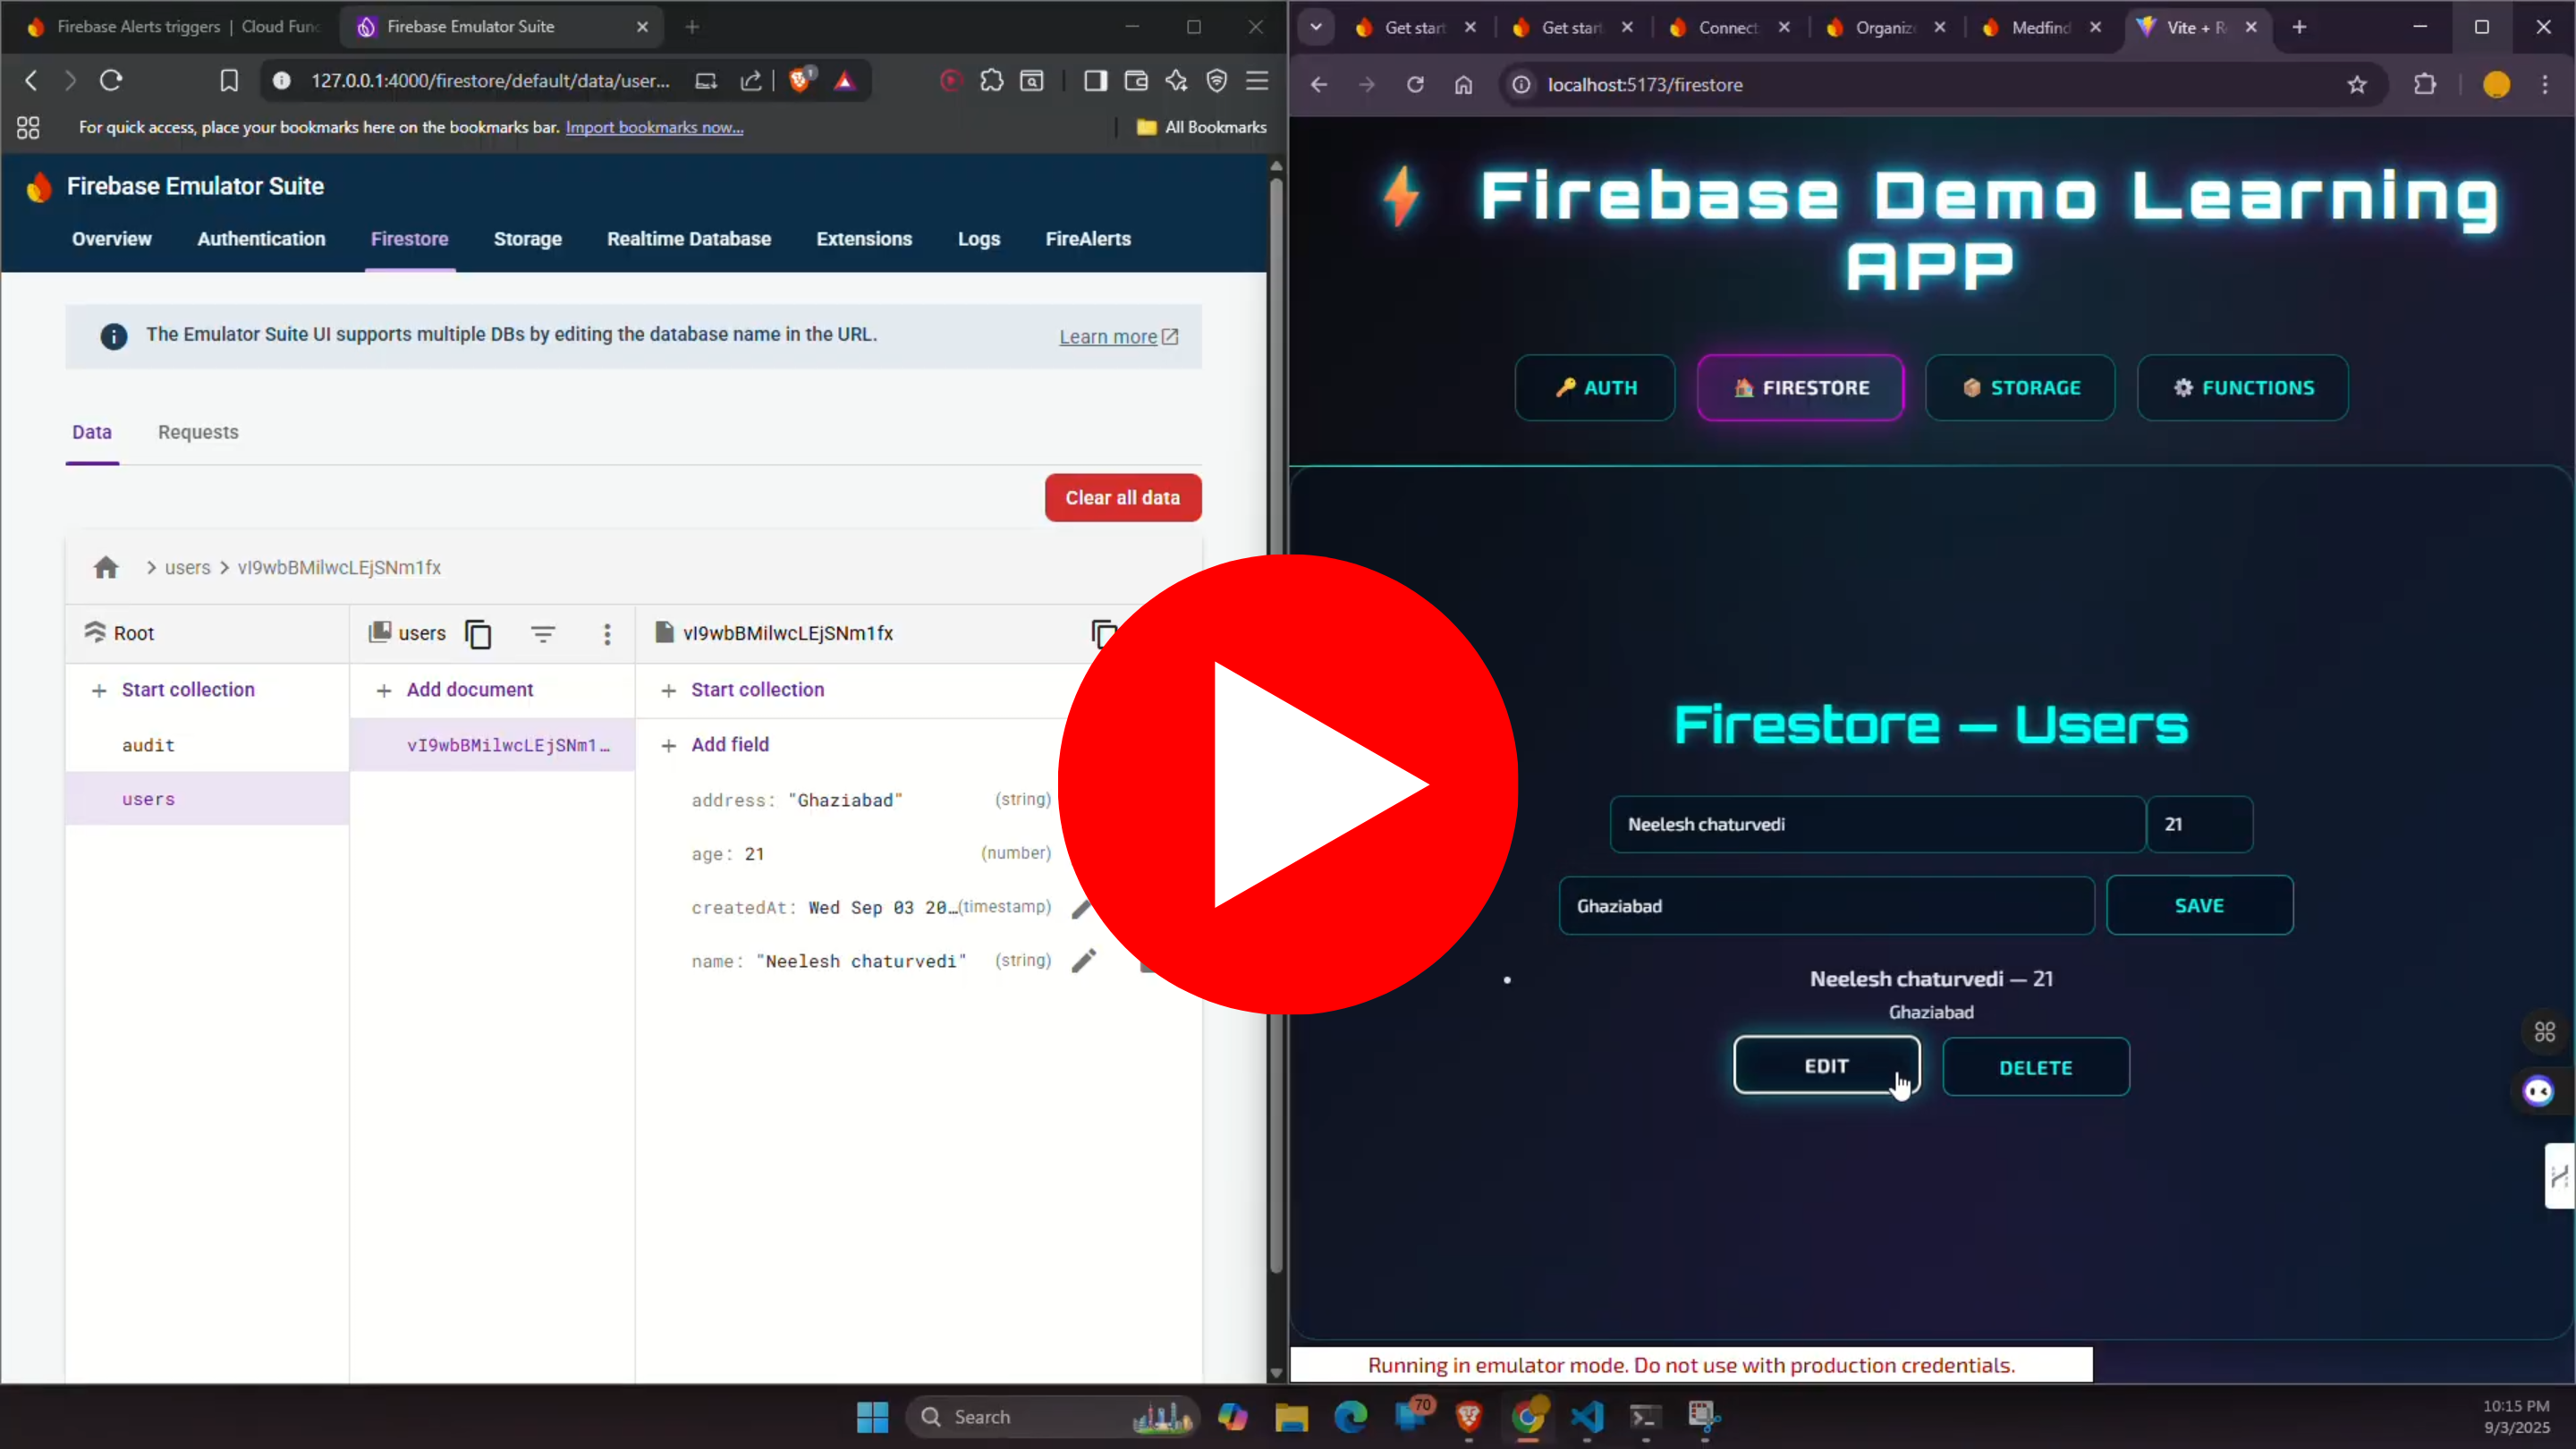 Firebase Alerts triggers | Cloud Func
Firebase Emulator Suite
127.0.0.1:4000/firestore/default/data/user...
For quick access, place your bookmarks here on the bookmarks bar. Import bookmarks now...
All Bookmarks
Firebase Emulator Suite
Overview
Authentication
Firestore
Storage
Realtime Database
Extensions
Logs
FireAlerts
The Emulator Suite UI supports multiple DBs by editing the database name in the URL.
Learn more
Data
Requests
Clear all data
users
vI9wbBMilwcLEjSNm1fx
Root
users
vI9wbBMilwcLEjSNm1fx
Start collection
Add document
Start collection
audit
vI9wbBMilwcLEjSNm1...
Add field
users
address: "Ghaziabad" (string)
age: 21 (number)
createdAt: Wed Sep 03 20... (timestamp)
name: "Neelesh chaturvedi" (string)
Get start
Get start
Connect
Organize
Medfind
Vite + R
localhost:5173/firestore
Firebase Demo Learning
APP
AUTH
FIRESTORE
STORAGE
FUNCTIONS
Firestore — Users
Neelesh chaturvedi
21
Ghaziabad
SAVE
Neelesh chaturvedi — 21
Ghaziabad
EDIT
DELETE
Running in emulator mode. Do not use with production credentials.
Search
70
10:15 PM
9/3/2025